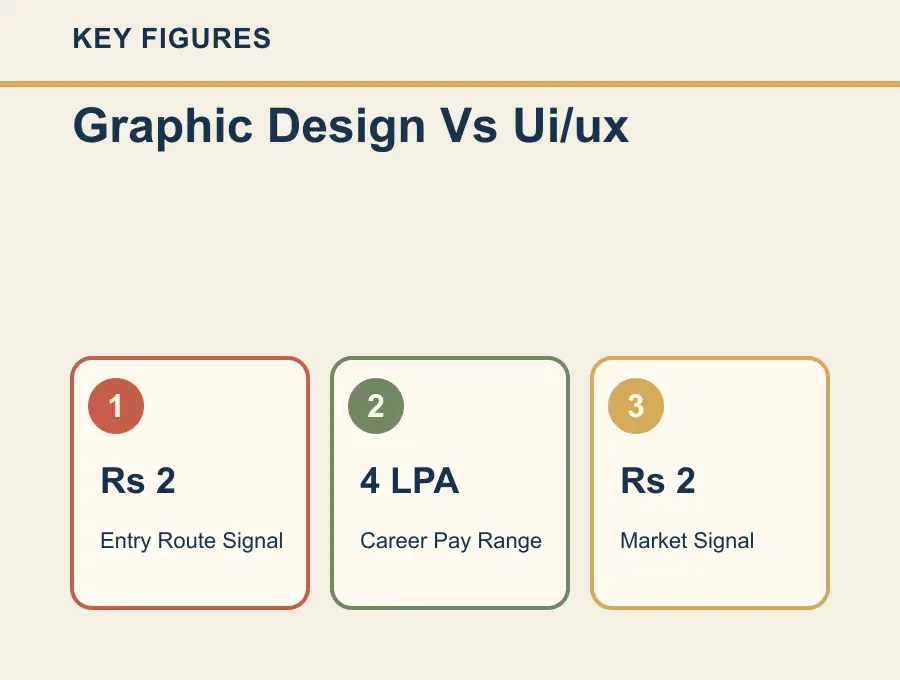 KEY FIGURES
Graphic Design Vs Ui/ux
1
Rs 2
Entry Route Signal
2
4 LPA
Career Pay Range
3
Rs 2
Market Signal